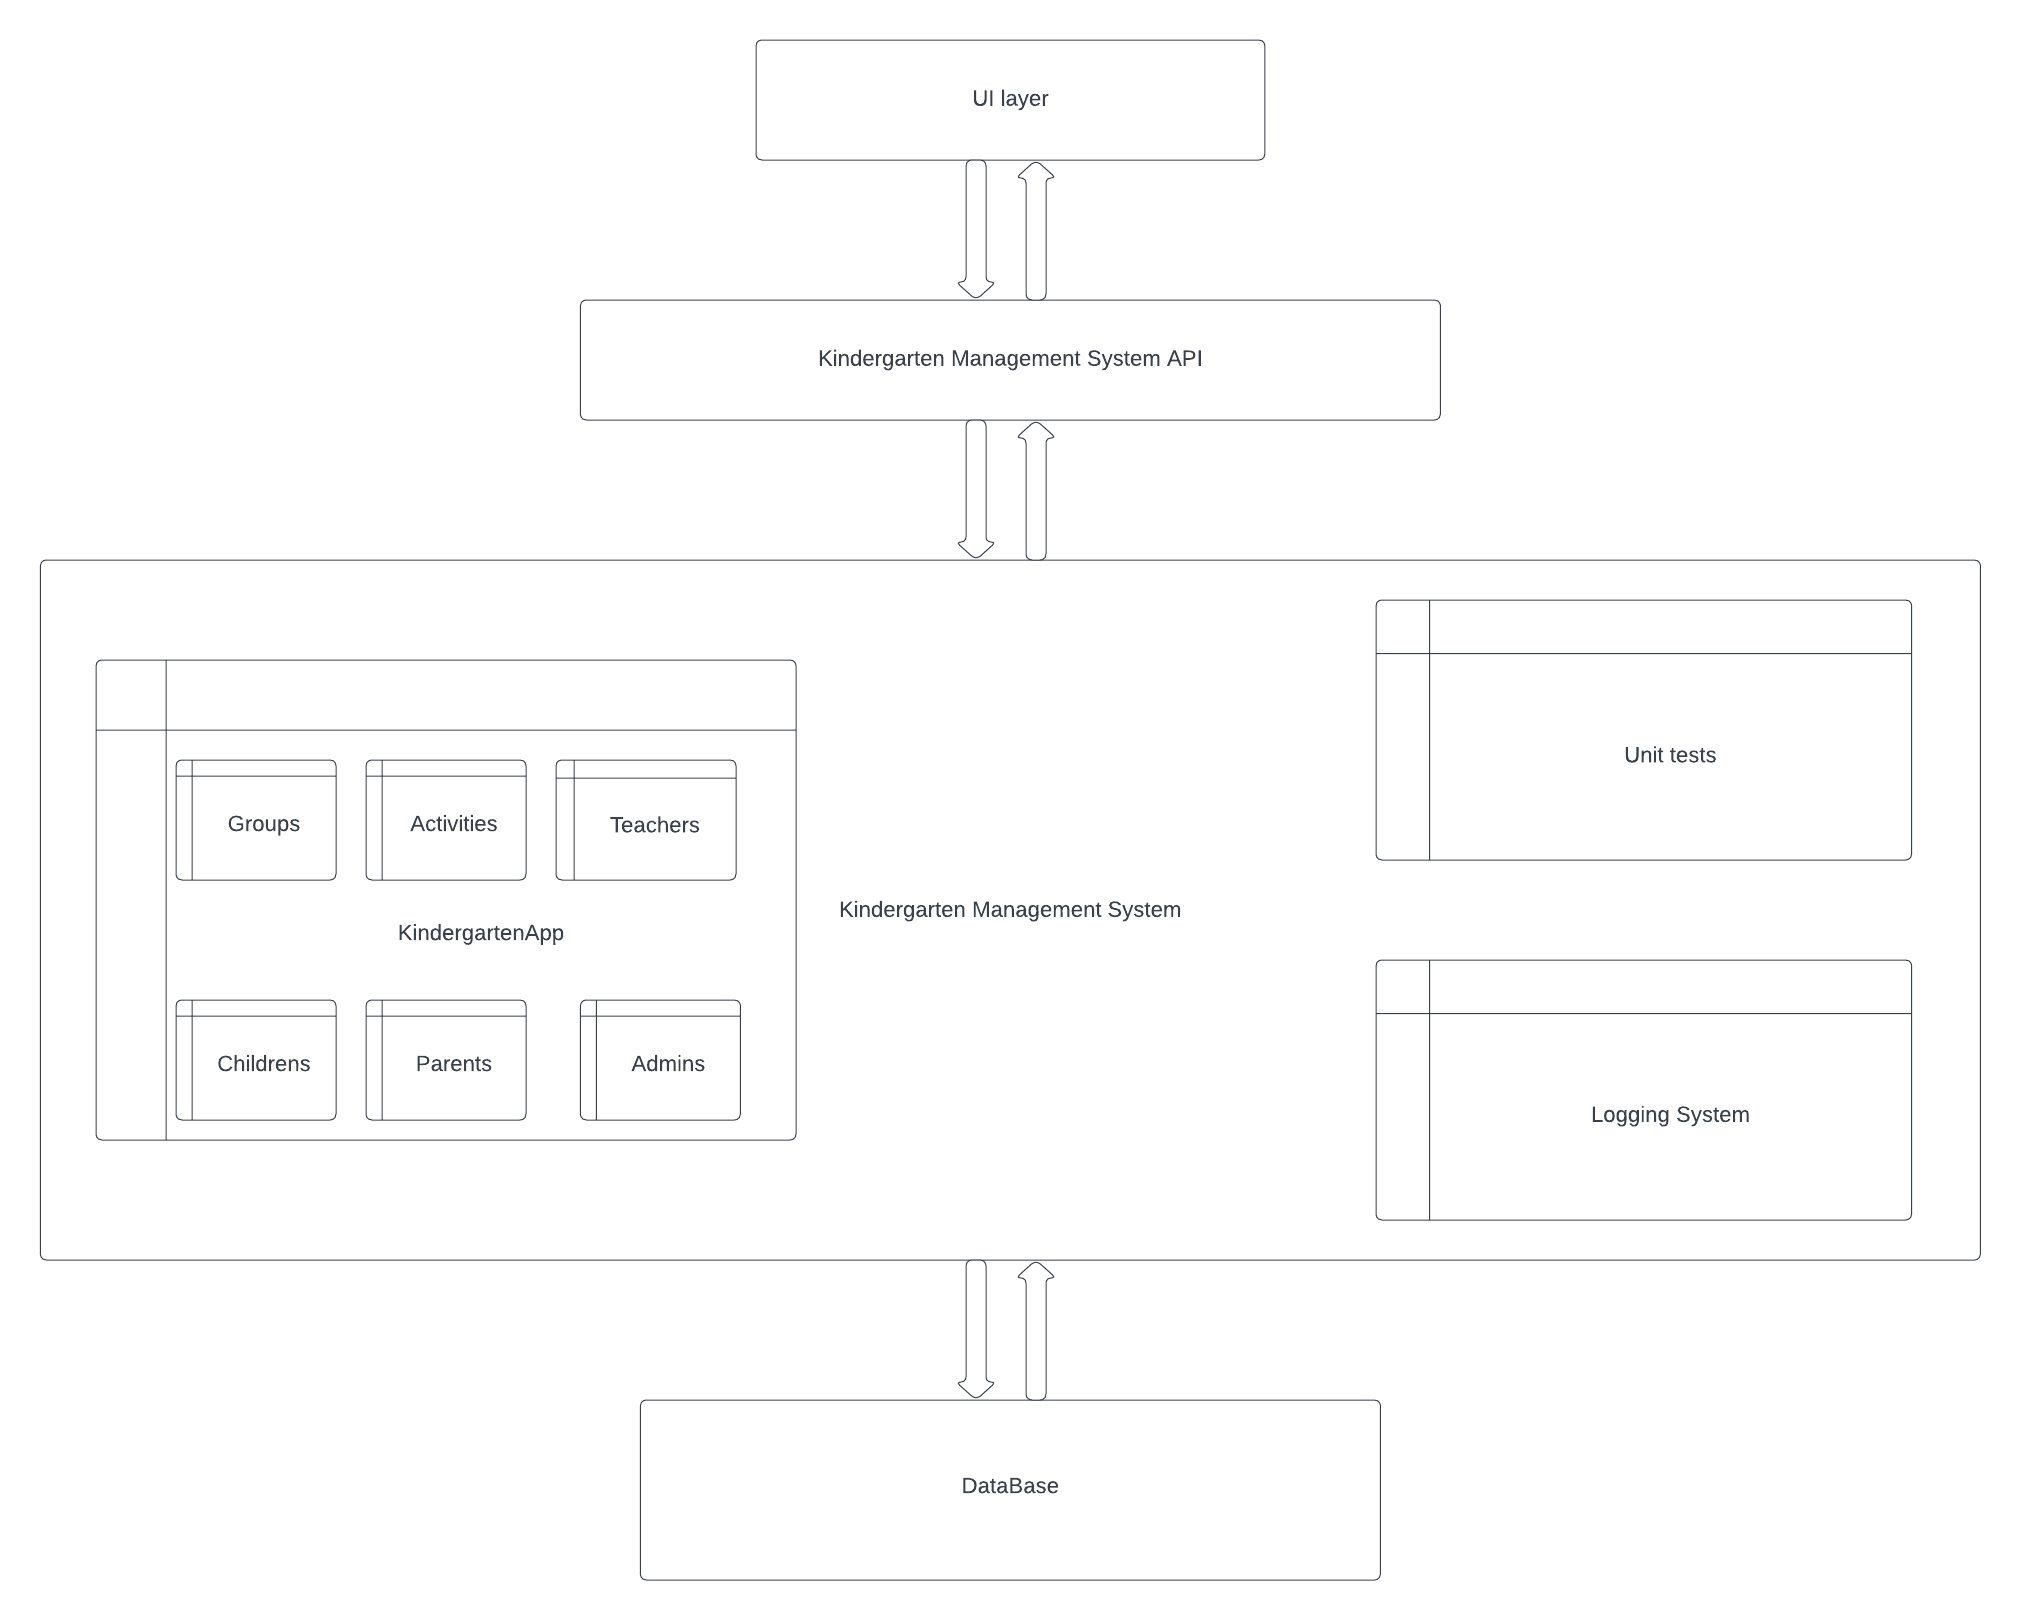 UI layer
Kindergarten Management System API
Unit tests
Groups
Activities
Teachers
Kindergarten Management System
KindergartenApp
Childrens
Parents
Admins
Logging System
DataBase